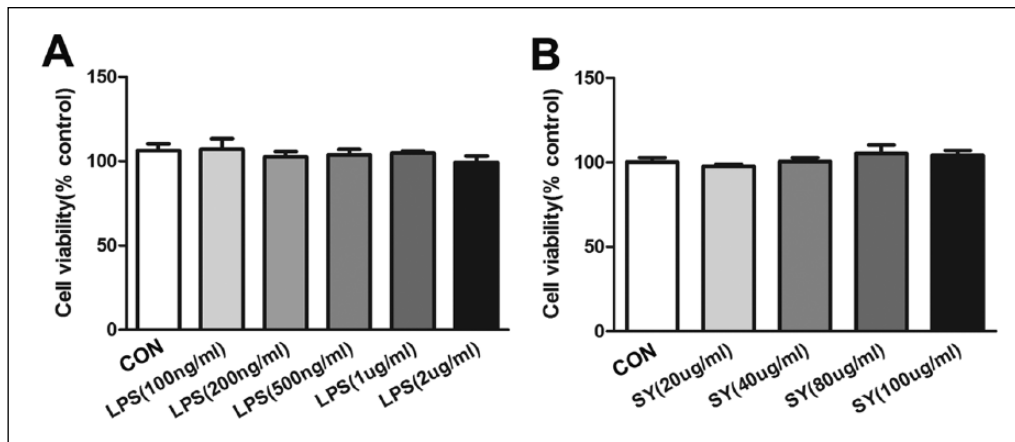 A
Cell viability(% control)
150
100
50
0
CON
LPS(100ng/ml)
LPS(200ng/ml)
LPS(500ng/ml)
LPS(1ug/ml)
LPS(2ug/ml)
B
Cell viability(% control)
150
100
50
0
CON
SY(20ug/ml)
SY(40ug/ml)
SY(80ug/ml)
SY(100ug/ml)